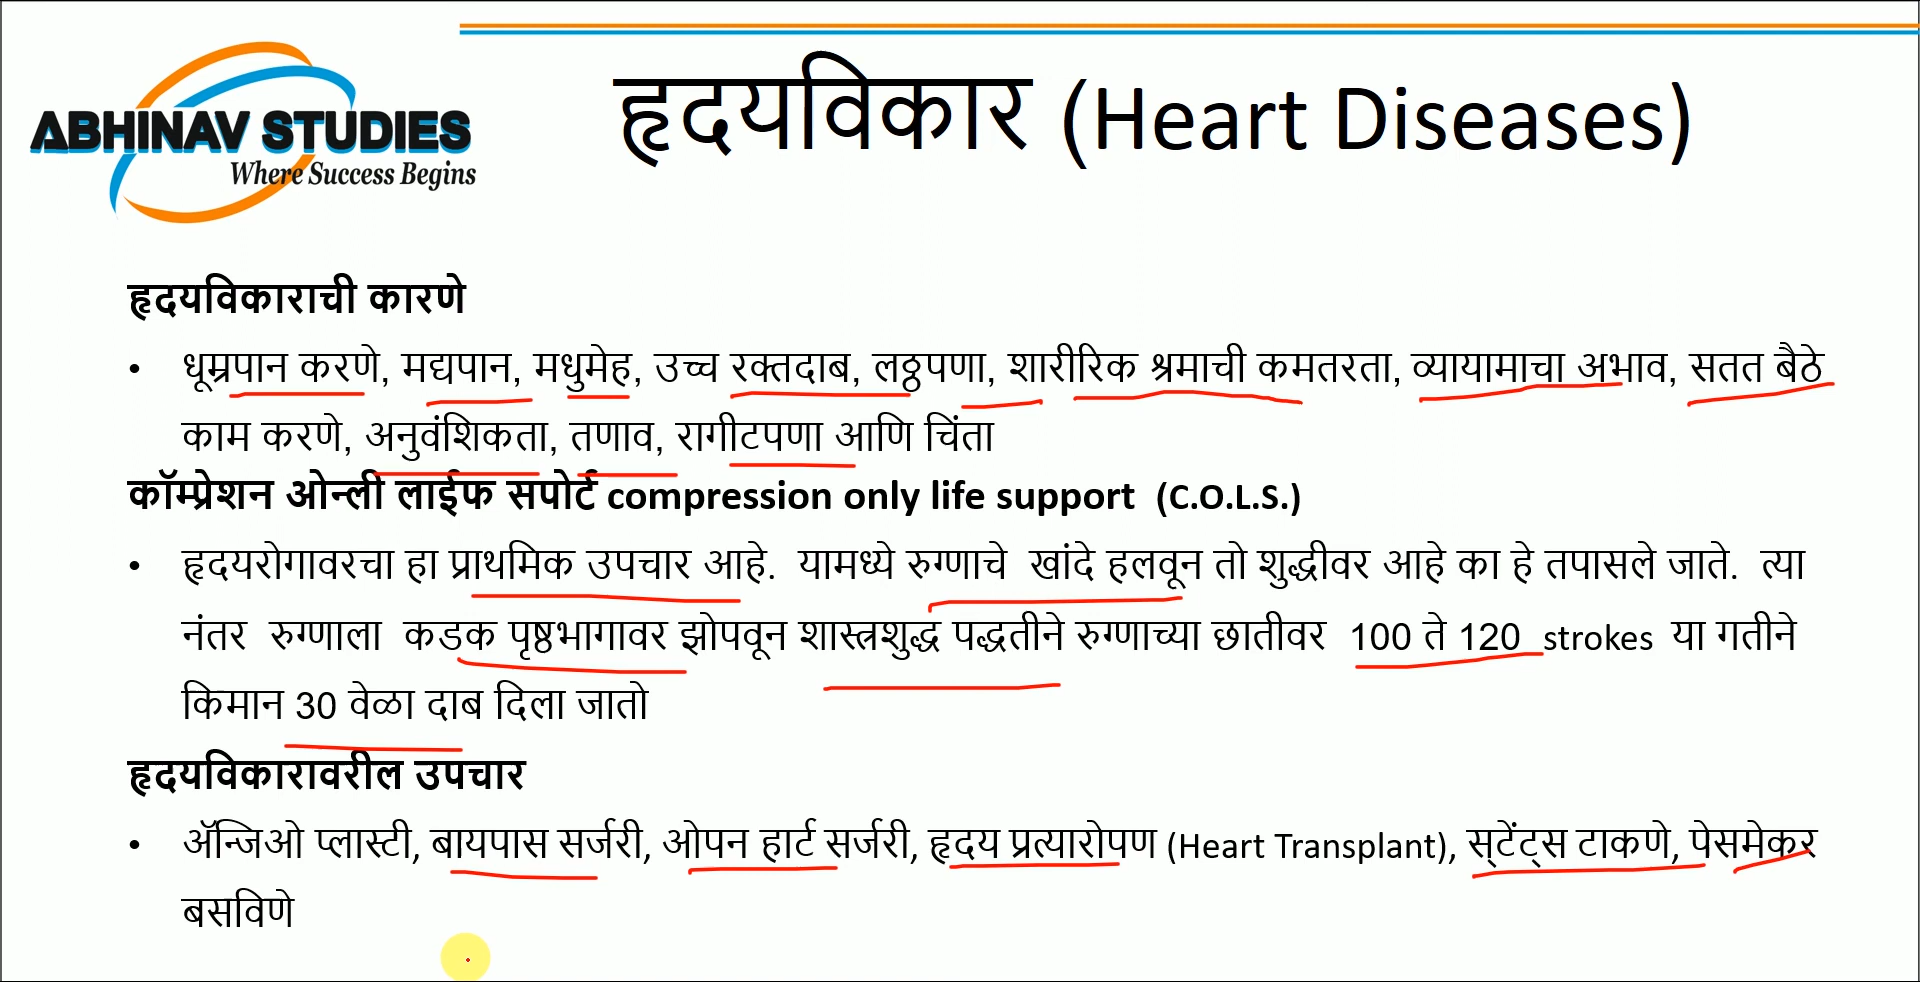 ABHINAV STUDIES
Where Success Begins
हृदयविकार (Heart Diseases)
हृदयविकाराची कारणे
• धूम्रपान करणे, मद्यपान, मधुमेह, उच्च रक्तदाब, लठ्ठपणा, शारीरिक श्रमाची कमतरता, व्यायामाचा अभाव, सतत बैठे
काम करणे, अनुवंशिकता, तणाव, रागीटपणा आणि चिंता
कॉम्प्रेशन ओन्ली लाईफ सपोर्ट compression only life support (C.O.L.S.)
• हृदयरोगावरचा हा प्राथमिक उपचार आहे. यामध्ये रुग्णाचे खांदे हलवून तो शुद्धीवर आहे का हे तपासले जाते. त्या
नंतर रुग्णाला कडक पृष्ठभागावर झोपवून शास्त्रशुद्ध पद्धतीने रुग्णाच्या छातीवर 100 ते 120 strokes या गतीने
किमान 30 वेळा दाब दिला जातो
हृदयविकारावरील उपचार
• ॲन्जिओ प्लास्टी, बायपास सर्जरी, ओपन हार्ट सर्जरी, हृदय प्रत्यारोपण (Heart Transplant), स्‌टेंट्‌स टाकणे, पेसमेकर
बसविणे